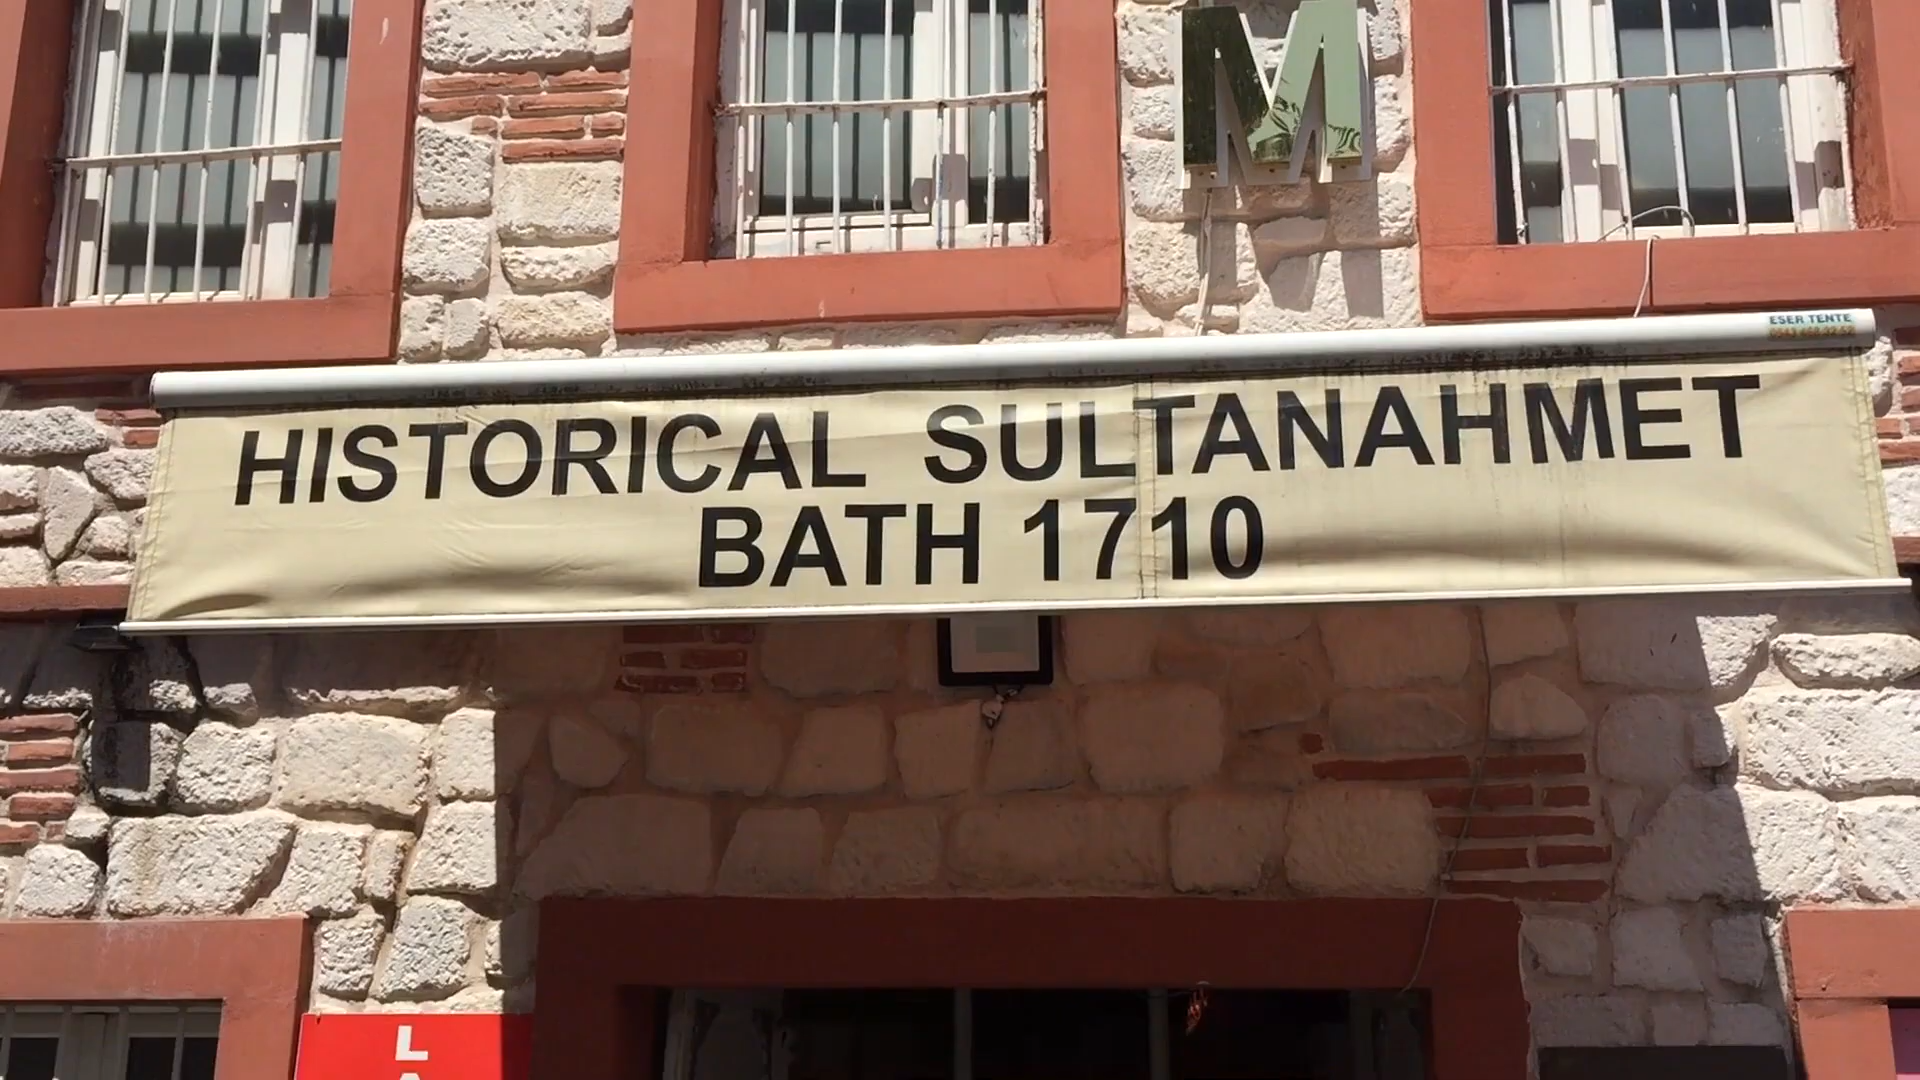 M
ESER TENTE
HISTORICAL SULTANAHMET
BATH 1710
L